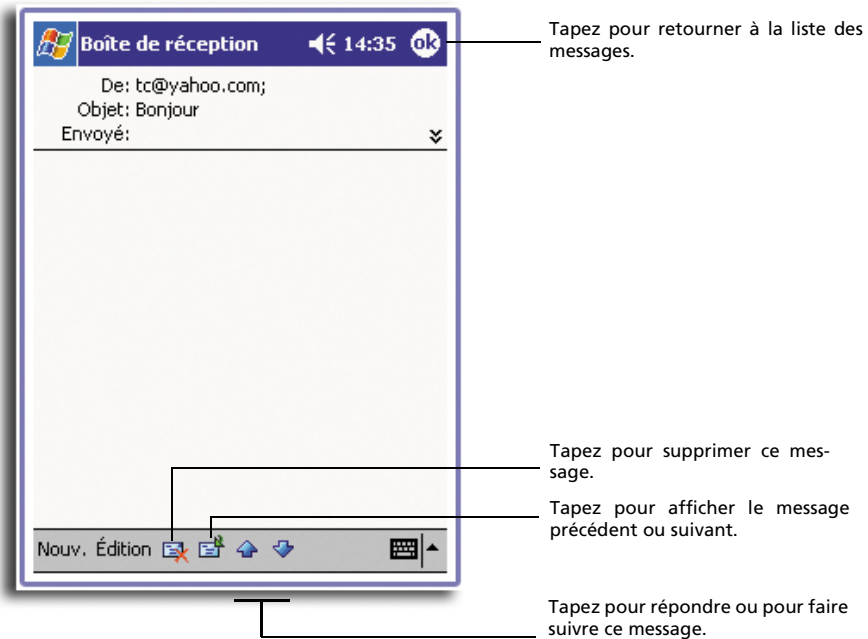 Boîte de réception 14:35 ok
Tapez pour retourner à la liste des
messages.
De: tc@yahoo.com;
Objet: Bonjour
Envoyé:
Tapez pour supprimer ce mes-
sage.
Tapez pour afficher le message
précédent ou suivant.
Nouv. Édition
Tapez pour répondre ou pour faire
suivre ce message.